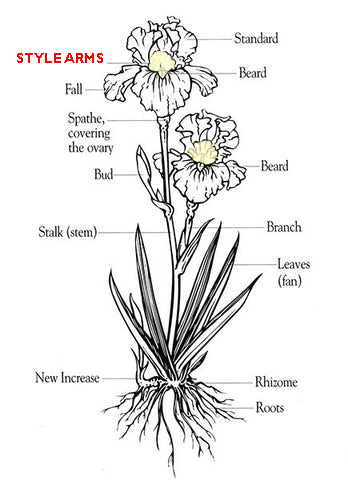 Standard
STYLE ARMS
Beard
Fall
Spathe,
covering
the ovary
Beard
Bud
Branch
Stalk (stem)
Leaves
(fan)
New Increase
Rhizome
Roots